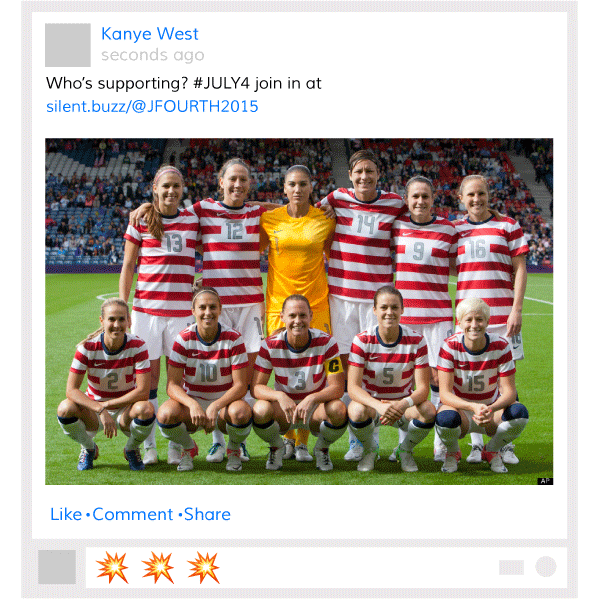 Kanye West
seconds ago
Who's supporting? #JULY4 join in at
silent.buzz/@JFOURTH2015
13 12 14 9 16
2 10 3 C 5 15
AP
Like •Comment •Share